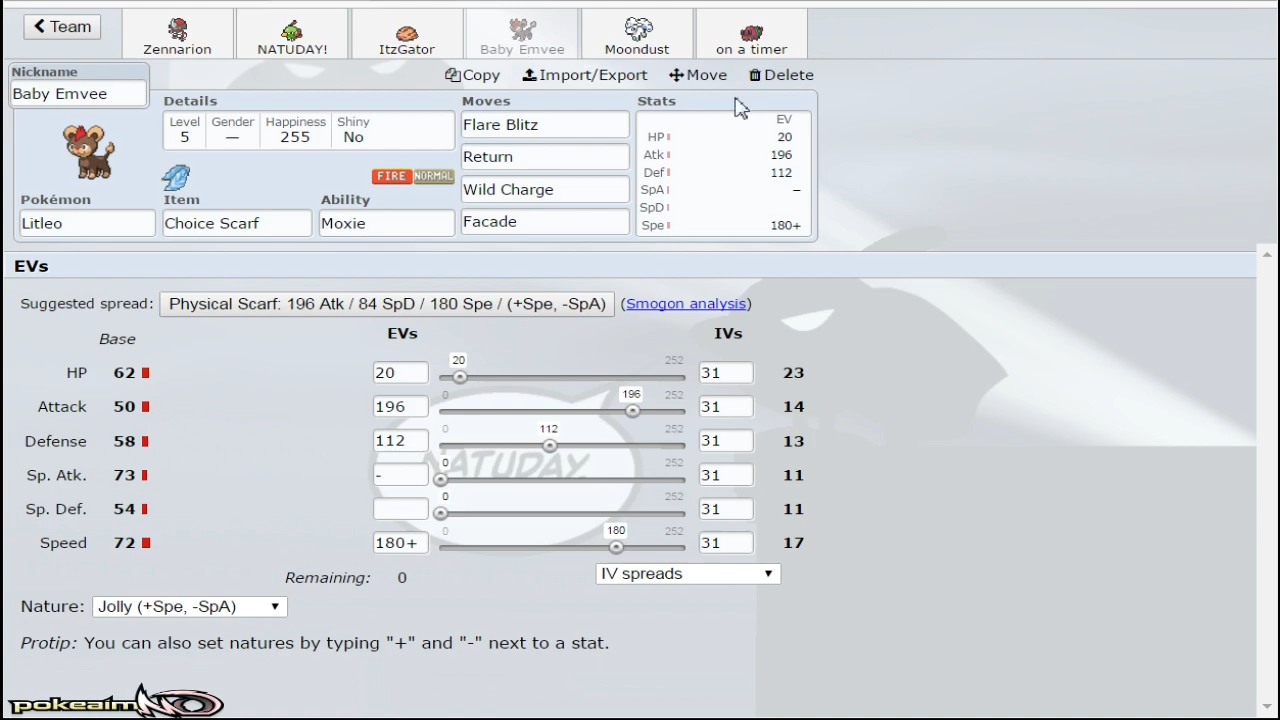 Team
Zennarion
NATUDAY!
ItzGator
Baby Emvee
Moondust
on a timer
Nickname
Baby Emvee
Copy Import/Export Move Delete
Details
Level Gender Happiness Shiny
5 — 255 No
FIRE NORMAL
Pokémon Item Ability
Litleo Choice Scarf Moxie
Moves
Flare Blitz
Return
Wild Charge
Facade
Stats
EV
HP 20
Atk 196
Def 112
SpA –
SpD
Spe 180+
EVs
Suggested spread: Physical Scarf: 196 Atk / 84 SpD / 180 Spe / (+Spe, -SpA) (Smogon analysis)
Base EVs IVs
HP 62 20 20 252 31 23
Attack 50 196 0 196 252 31 14
Defense 58 112 0 112 252 31 13
Sp. Atk. 73 - 0 252 31 11
Sp. Def. 54 0 252 31 11
Speed 72 180+ 0 180 252 31 17
NATUDAY.
Remaining: 0 IV spreads
Nature: Jolly (+Spe, -SpA)
Protip: You can also set natures by typing "+" and "-" next to a stat.
pokeaim